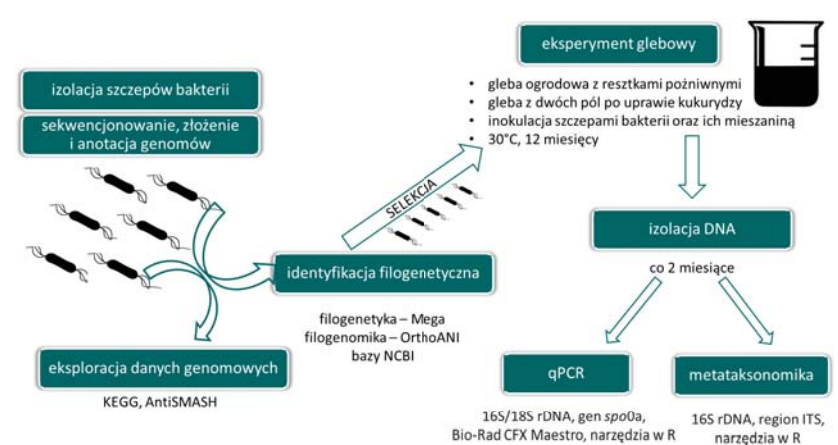 izolacja szczepów bakterii
sekwencjonowanie, złożenie
i anotacja genomów
eksploracja danych genomowych
KEGG, AntiSMASH
identyfikacja filogenetyczna
filogenetyka – Mega
filogenomika – OrthoANI
bazy NCBI
SELEKCJA
eksperyment glebowy
• gleba ogrodowa z resztkami pożniwnymi
• gleba z dwóch pól po uprawie kukurydzy
• inokulacja szczepami bakterii oraz ich mieszaniną
• 30°C, 12 miesięcy
izolacja DNA
co 2 miesiące
qPCR
16S/18S rDNA, gen spo0a,
Bio-Rad CFX Maestro, narzędzia w R
metataksonomika
16S rDNA, region ITS,
narzędzia w R